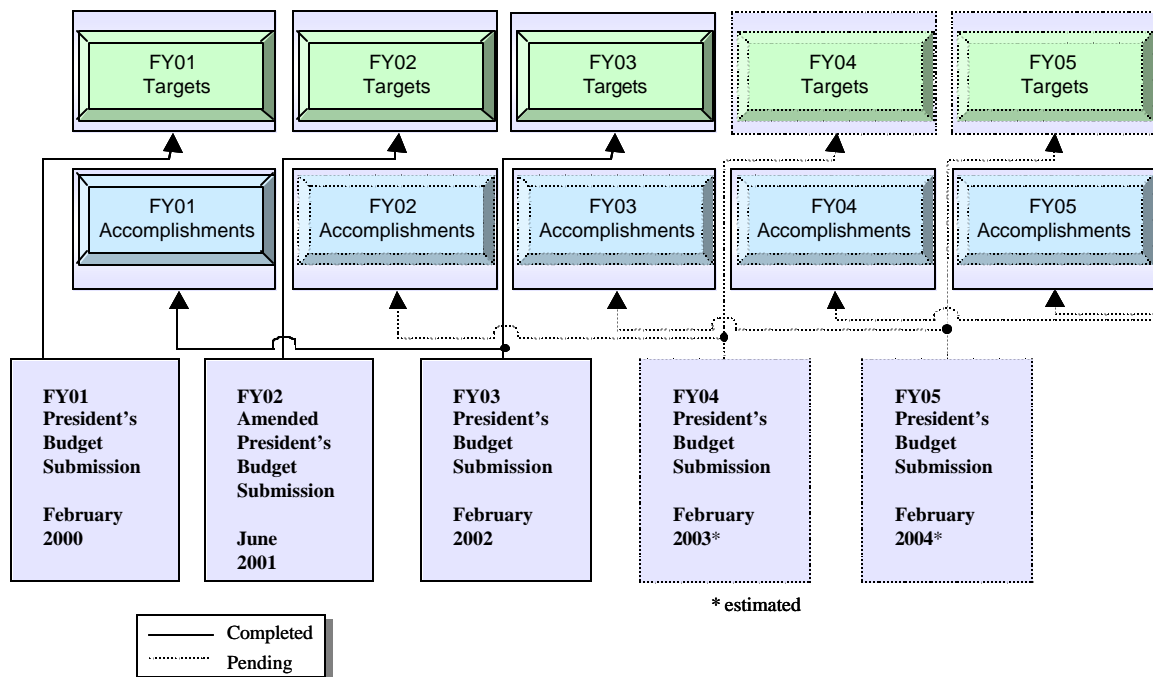 FY01
Targets
FY02
Targets
FY03
Targets
FY04
Targets
FY05
Targets
FY01
Accomplishments
FY02
Accomplishments
FY03
Accomplishments
FY04
Accomplishments
FY05
Accomplishments
FY01
President’s
Budget
Submission
February
2000
FY02
Amended
President’s
Budget
Submission
June
2001
FY03
President’s
Budget
Submission
February
2002
FY04
President’s
Budget
Submission
February
2003*
FY05
President’s
Budget
Submission
February
2004*
* estimated
Completed
Pending